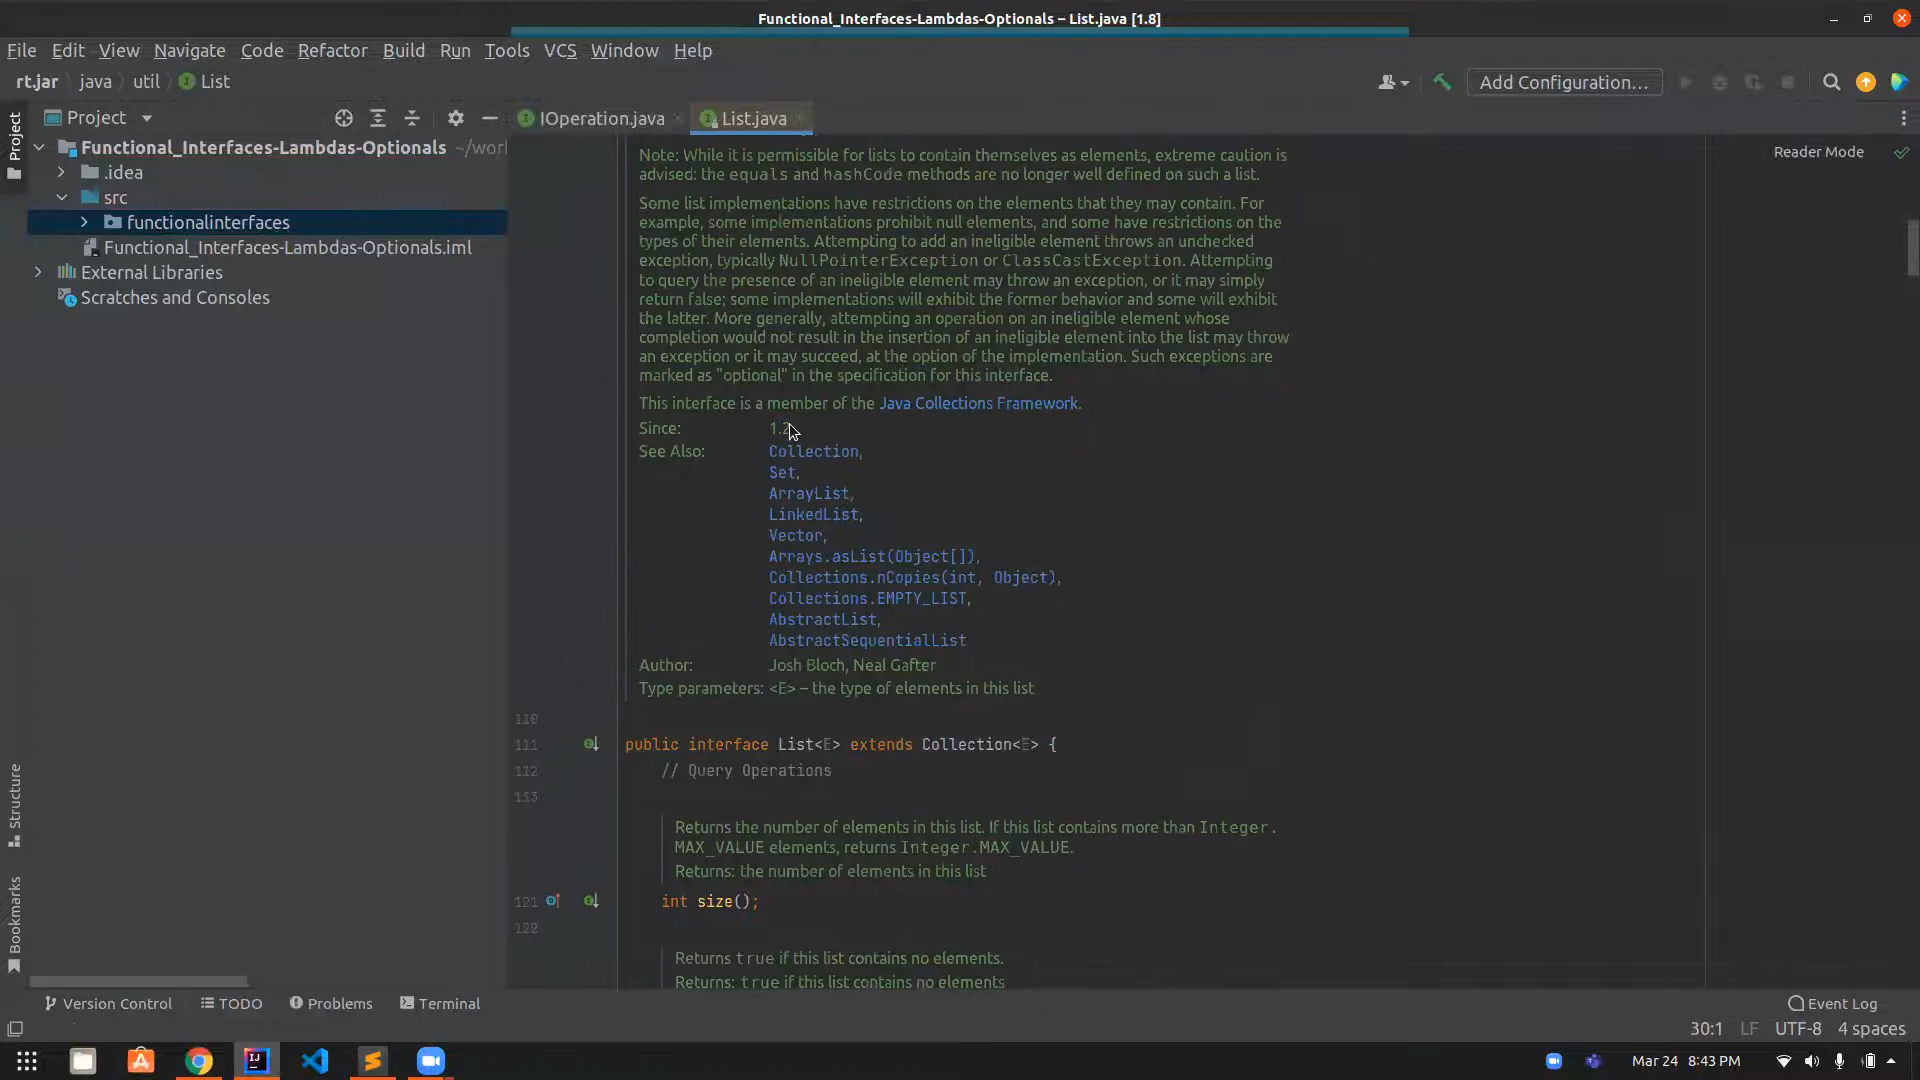 Functional_Interfaces-Lambdas-Optionals – List.java [1.8]
File Edit View Navigate Code Refactor Build Run Tools VCS Window Help
rt.jar java util List
Add Configuration...
Project
Project
IOperation.java
List.java
Functional_Interfaces-Lambdas-Optionals
.idea
src
functionalinterfaces
Functional_Interfaces-Lambdas-Optionals.iml
External Libraries
Scratches and Consoles
Reader Mode
Note: While it is permissible for lists to contain themselves as elements, extreme caution is
advised: the equals and hashCode methods are no longer well defined on such a list.
Some list implementations have restrictions on the elements that they may contain. For
example, some implementations prohibit null elements, and some have restrictions on the
types of their elements. Attempting to add an ineligible element throws an unchecked
exception, typically NullPointerException or ClassCastException. Attempting
to query the presence of an ineligible element may throw an exception, or it may simply
return false; some implementations will exhibit the former behavior and some will exhibit
the latter. More generally, attempting an operation on an ineligible element whose
completion would not result in the insertion of an ineligible element into the list may throw
an exception or it may succeed, at the option of the implementation. Such exceptions are
marked as "optional" in the specification for this interface.
This interface is a member of the Java Collections Framework.
Since: 1.2
See Also: Collection,
Set,
ArrayList,
LinkedList,
Vector,
Arrays.asList(Object[]),
Collections.nCopies(int, Object),
Collections.EMPTY_LIST,
AbstractList,
AbstractSequentialList
Author: Josh Bloch, Neal Gafter
Type parameters: <E> – the type of elements in this list
110
111 public interface List<E> extends Collection<E> {
112 // Query Operations
113
Returns the number of elements in this list. If this list contains more than Integer.
MAX_VALUE elements, returns Integer.MAX_VALUE.
Returns: the number of elements in this list
121 int size();
122
Returns true if this list contains no elements.
Returns: true if this list contains no elements
Structure
Bookmarks
Version Control TODO Problems Terminal
Event Log
30:1 LF UTF-8 4 spaces
Mar 24 8:43 PM